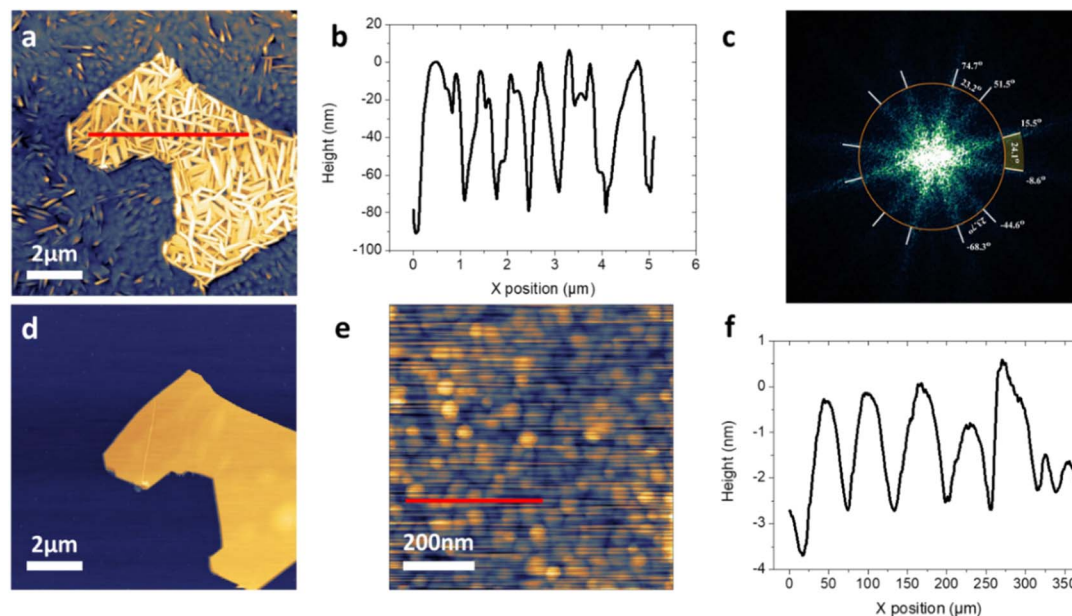 a
2μm
b
20
0
-20
-40
-60
-80
-100
Height (nm)
0 1 2 3 4 5 6
X position (μm)
c
74.7°
23.2°
51.5°
15.5°
24.1°
-8.6°
-44.6°
23.7°
-68.3°
d
2μm
e
200nm
f
1
0
-1
-2
-3
-4
Height (nm)
0 50 100 150 200 250 300 350
X position (μm)